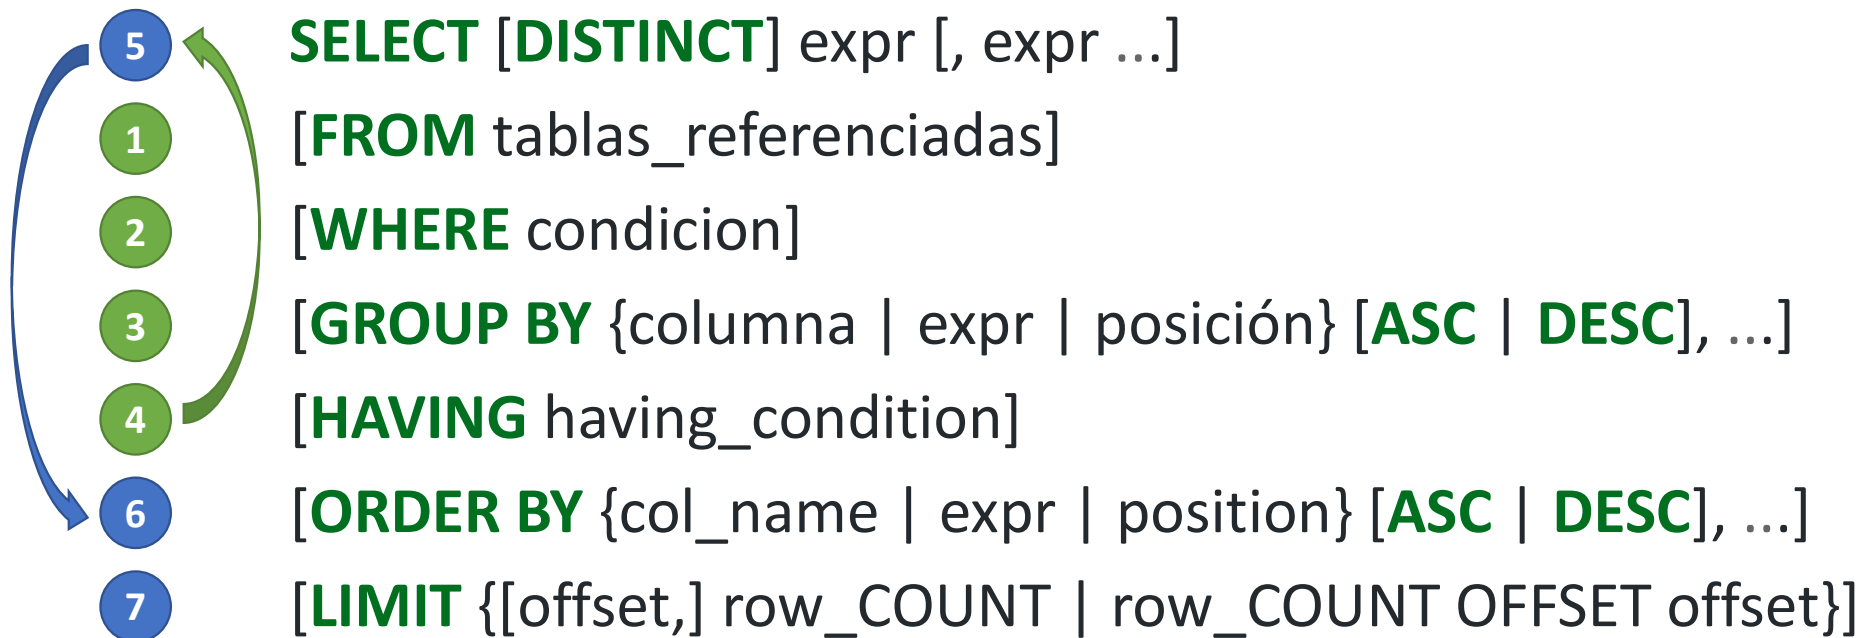 5 SELECT [DISTINCT] expr [, expr ...]
1 [FROM tablas_referenciadas]
2 [WHERE condicion]
3 [GROUP BY {columna | expr | posición} [ASC | DESC], ...]
4 [HAVING having_condition]
6 [ORDER BY {col_name | expr | position} [ASC | DESC], ...]
7 [LIMIT {[offset,] row_COUNT | row_COUNT OFFSET offset}]